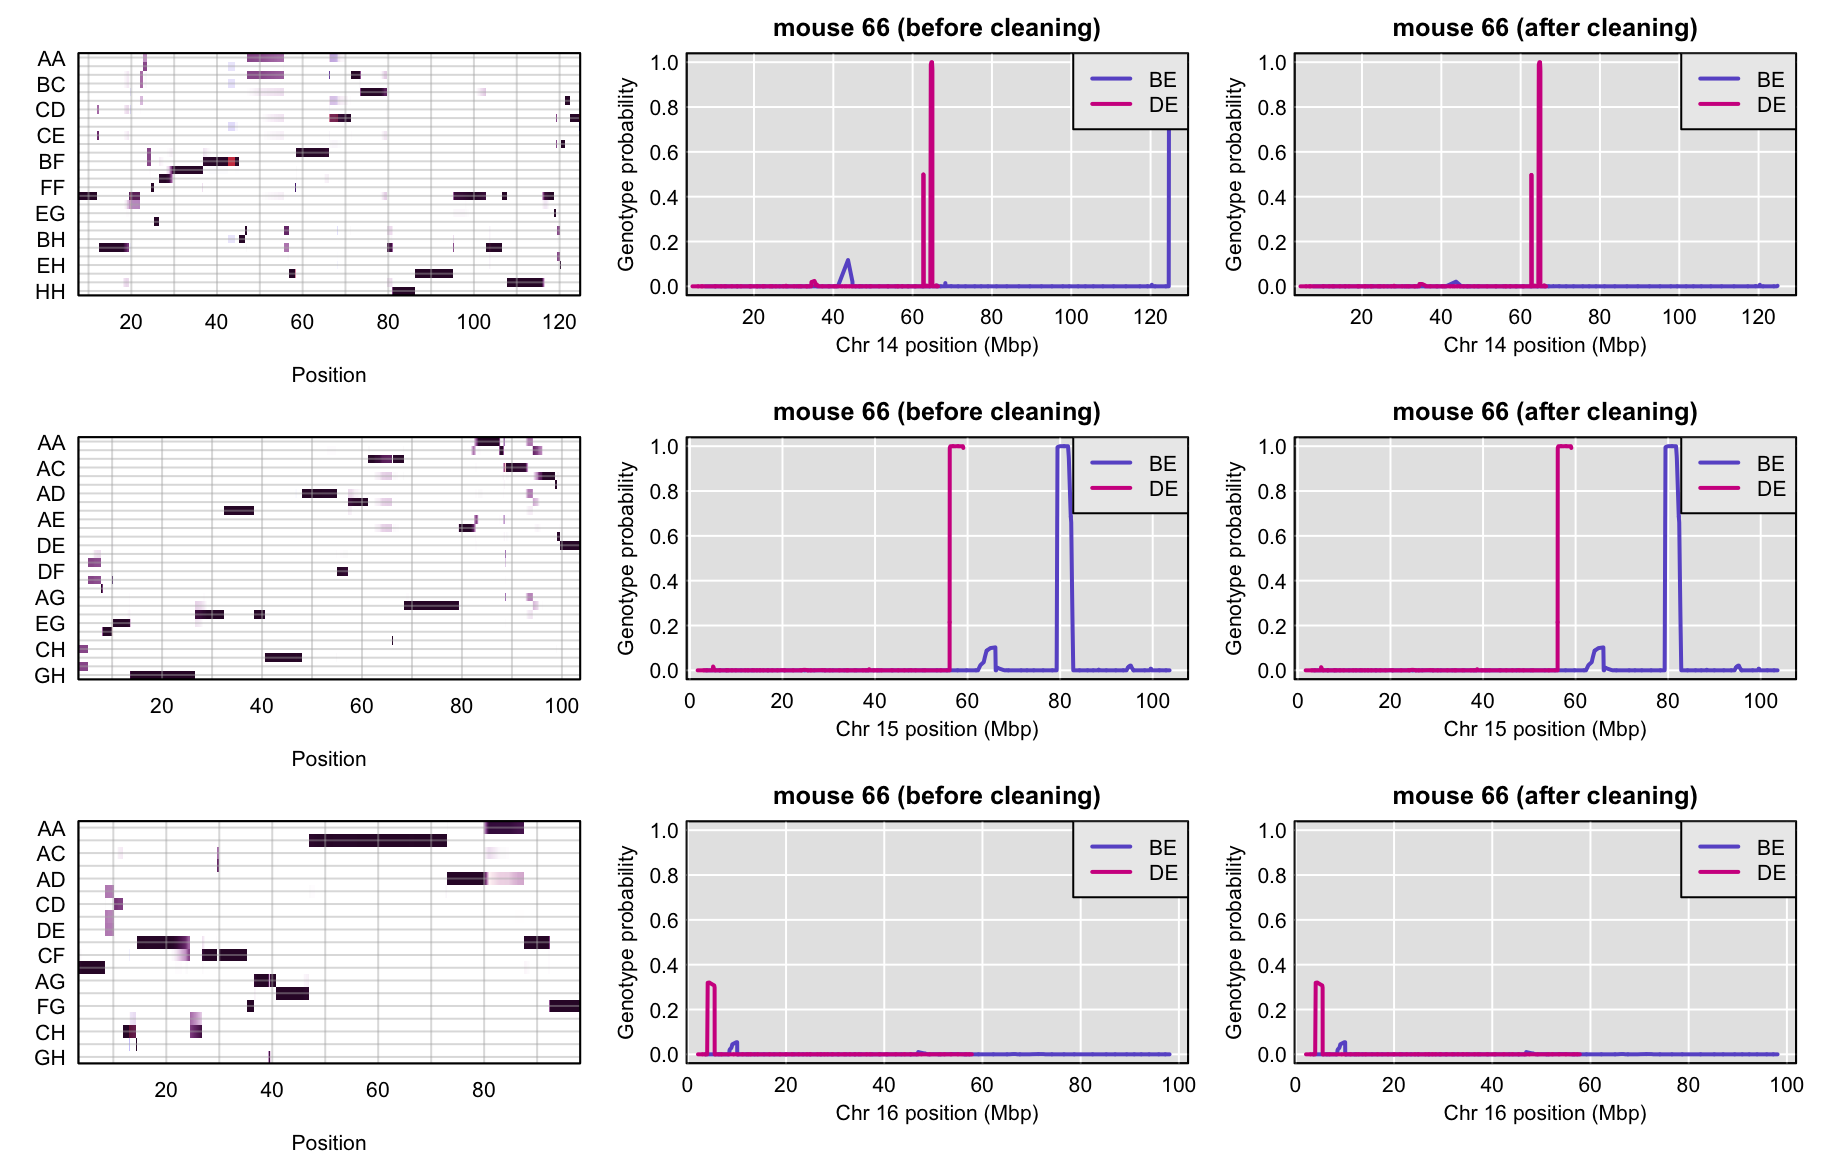 mouse 66 (before cleaning)
mouse 66 (after cleaning)
AA
BC
CD
CE
BF
FF
EG
BH
EH
HH
20 40 60 80 100 120
Position
Genotype probability
1.0
0.8
0.6
0.4
0.2
0.0
BE
DE
20 40 60 80 100 120
Chr 14 position (Mbp)
Genotype probability
1.0
0.8
0.6
0.4
0.2
0.0
BE
DE
20 40 60 80 100 120
Chr 14 position (Mbp)
mouse 66 (before cleaning)
mouse 66 (after cleaning)
AA
AC
AD
AE
DE
DF
AG
EG
CH
GH
20 40 60 80 100
Position
Genotype probability
1.0
0.8
0.6
0.4
0.2
0.0
BE
DE
0 20 40 60 80 100
Chr 15 position (Mbp)
Genotype probability
1.0
0.8
0.6
0.4
0.2
0.0
BE
DE
0 20 40 60 80 100
Chr 15 position (Mbp)
mouse 66 (before cleaning)
mouse 66 (after cleaning)
AA
AC
AD
CD
DE
CF
AG
FG
CH
GH
20 40 60 80
Position
Genotype probability
1.0
0.8
0.6
0.4
0.2
0.0
BE
DE
0 20 40 60 80 100
Chr 16 position (Mbp)
Genotype probability
1.0
0.8
0.6
0.4
0.2
0.0
BE
DE
0 20 40 60 80 100
Chr 16 position (Mbp)